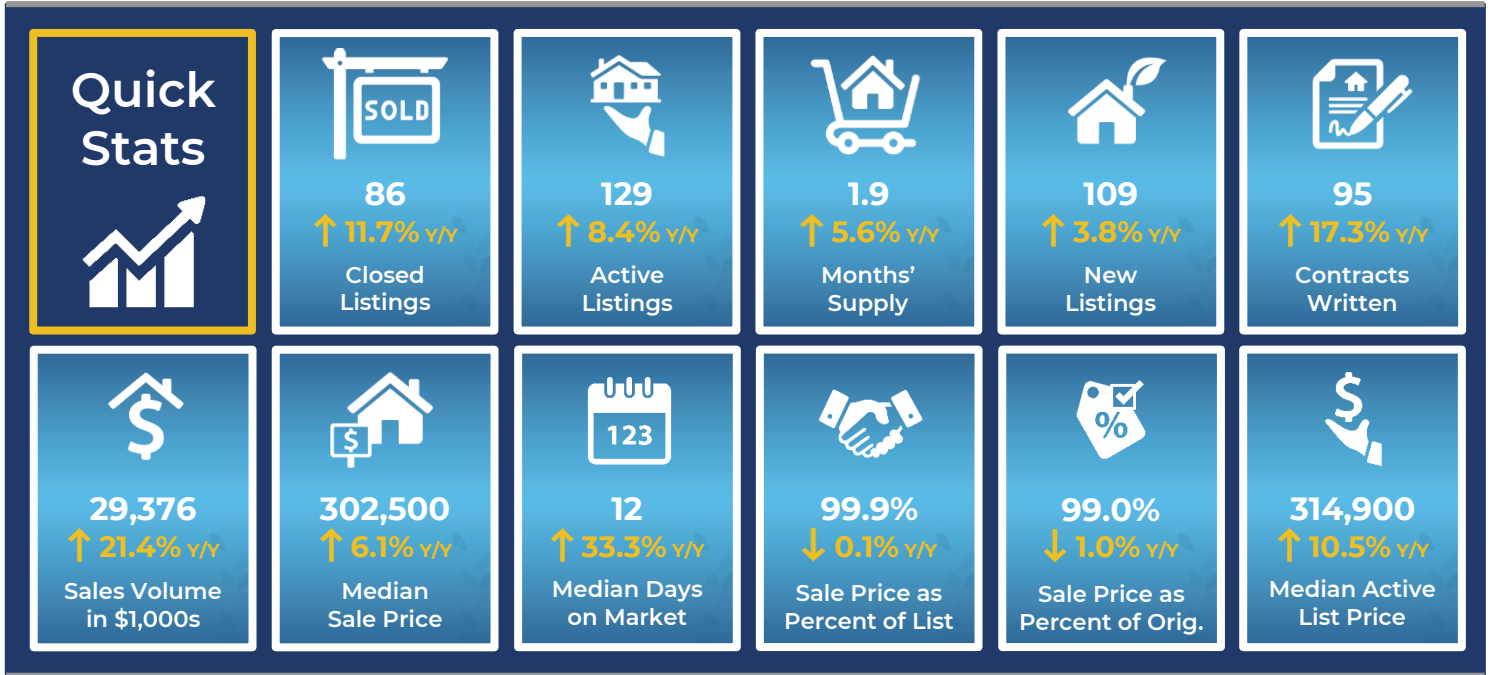 Quick
Stats
SOLD
86
↑ 11.7% Y/Y
Closed
Listings
129
↑ 8.4% Y/Y
Active
Listings
1.9
↑ 5.6% Y/Y
Months’
Supply
109
↑ 3.8% Y/Y
New
Listings
95
↑ 17.3% Y/Y
Contracts
Written
$
29,376
↑ 21.4% Y/Y
Sales Volume
in $1,000s
$
302,500
↑ 6.1% Y/Y
Median
Sale Price
123
12
↑ 33.3% Y/Y
Median Days
on Market
99.9%
↓ 0.1% Y/Y
Sale Price as
Percent of List
%
99.0%
↓ 1.0% Y/Y
Sale Price as
Percent of Orig.
$
314,900
↑ 10.5% Y/Y
Median Active
List Price